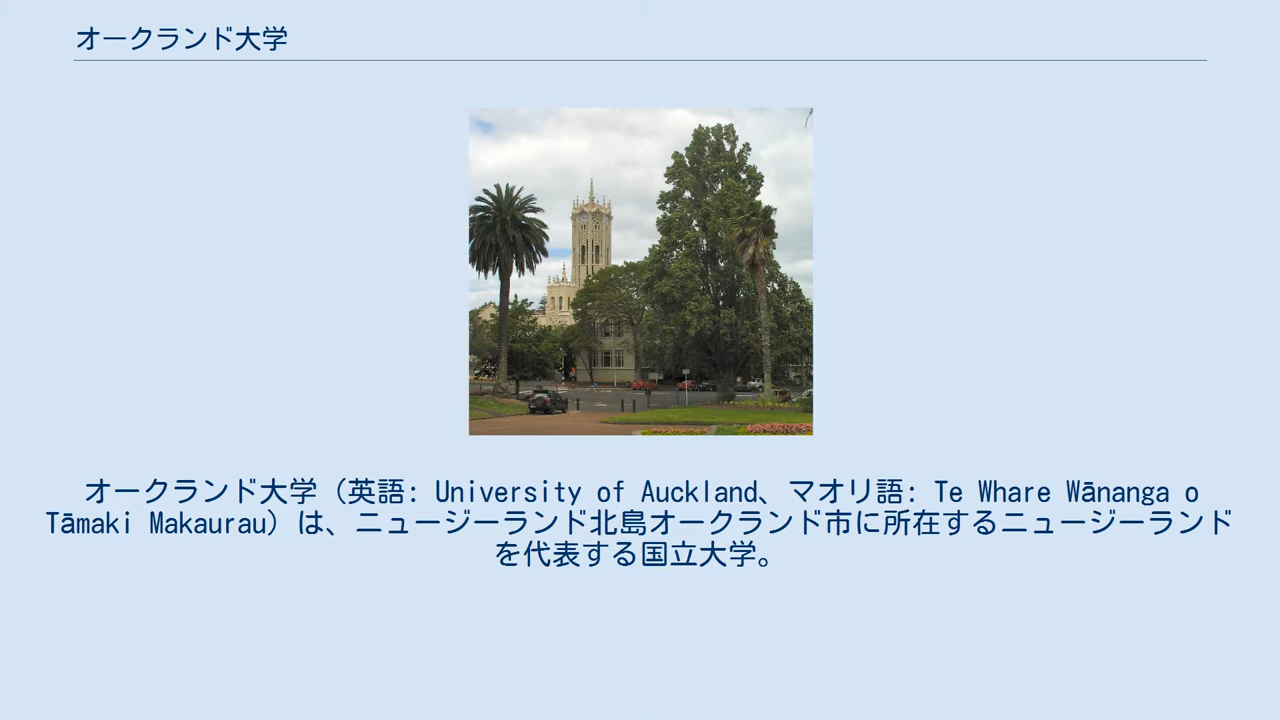 オークランド大学
オークランド大学（英語: University of Auckland、マオリ語: Te Whare Wānanga o
Tāmaki Makaurau）は、ニュージーランド北島オークランド市に所在するニュージーランド
を代表する国立大学。